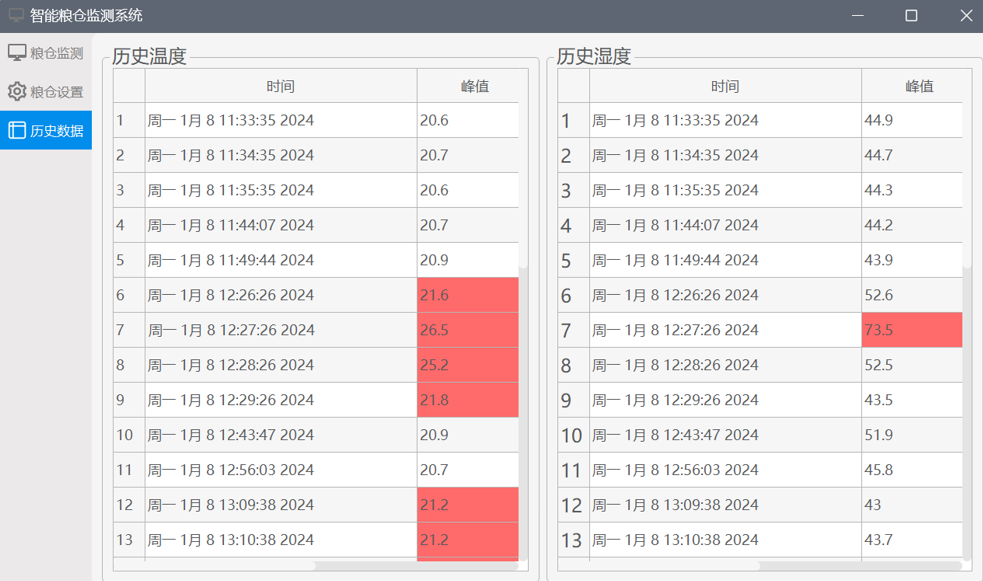 智能粮仓监测系统
粮仓监测
粮仓设置
历史数据
历史温度
时间 峰值
1 周一 1月 8 11:33:35 2024 20.6
2 周一 1月 8 11:34:35 2024 20.7
3 周一 1月 8 11:35:35 2024 20.6
4 周一 1月 8 11:44:07 2024 20.7
5 周一 1月 8 11:49:44 2024 20.9
6 周一 1月 8 12:26:26 2024 21.6
7 周一 1月 8 12:27:26 2024 26.5
8 周一 1月 8 12:28:26 2024 25.2
9 周一 1月 8 12:29:26 2024 21.8
10 周一 1月 8 12:43:47 2024 20.9
11 周一 1月 8 12:56:03 2024 20.7
12 周一 1月 8 13:09:38 2024 21.2
13 周一 1月 8 13:10:38 2024 21.2
历史湿度
时间 峰值
1 周一 1月 8 11:33:35 2024 44.9
2 周一 1月 8 11:34:35 2024 44.7
3 周一 1月 8 11:35:35 2024 44.3
4 周一 1月 8 11:44:07 2024 44.2
5 周一 1月 8 11:49:44 2024 43.9
6 周一 1月 8 12:26:26 2024 52.6
7 周一 1月 8 12:27:26 2024 73.5
8 周一 1月 8 12:28:26 2024 52.5
9 周一 1月 8 12:29:26 2024 43.5
10 周一 1月 8 12:43:47 2024 51.9
11 周一 1月 8 12:56:03 2024 45.8
12 周一 1月 8 13:09:38 2024 43
13 周一 1月 8 13:10:38 2024 43.7